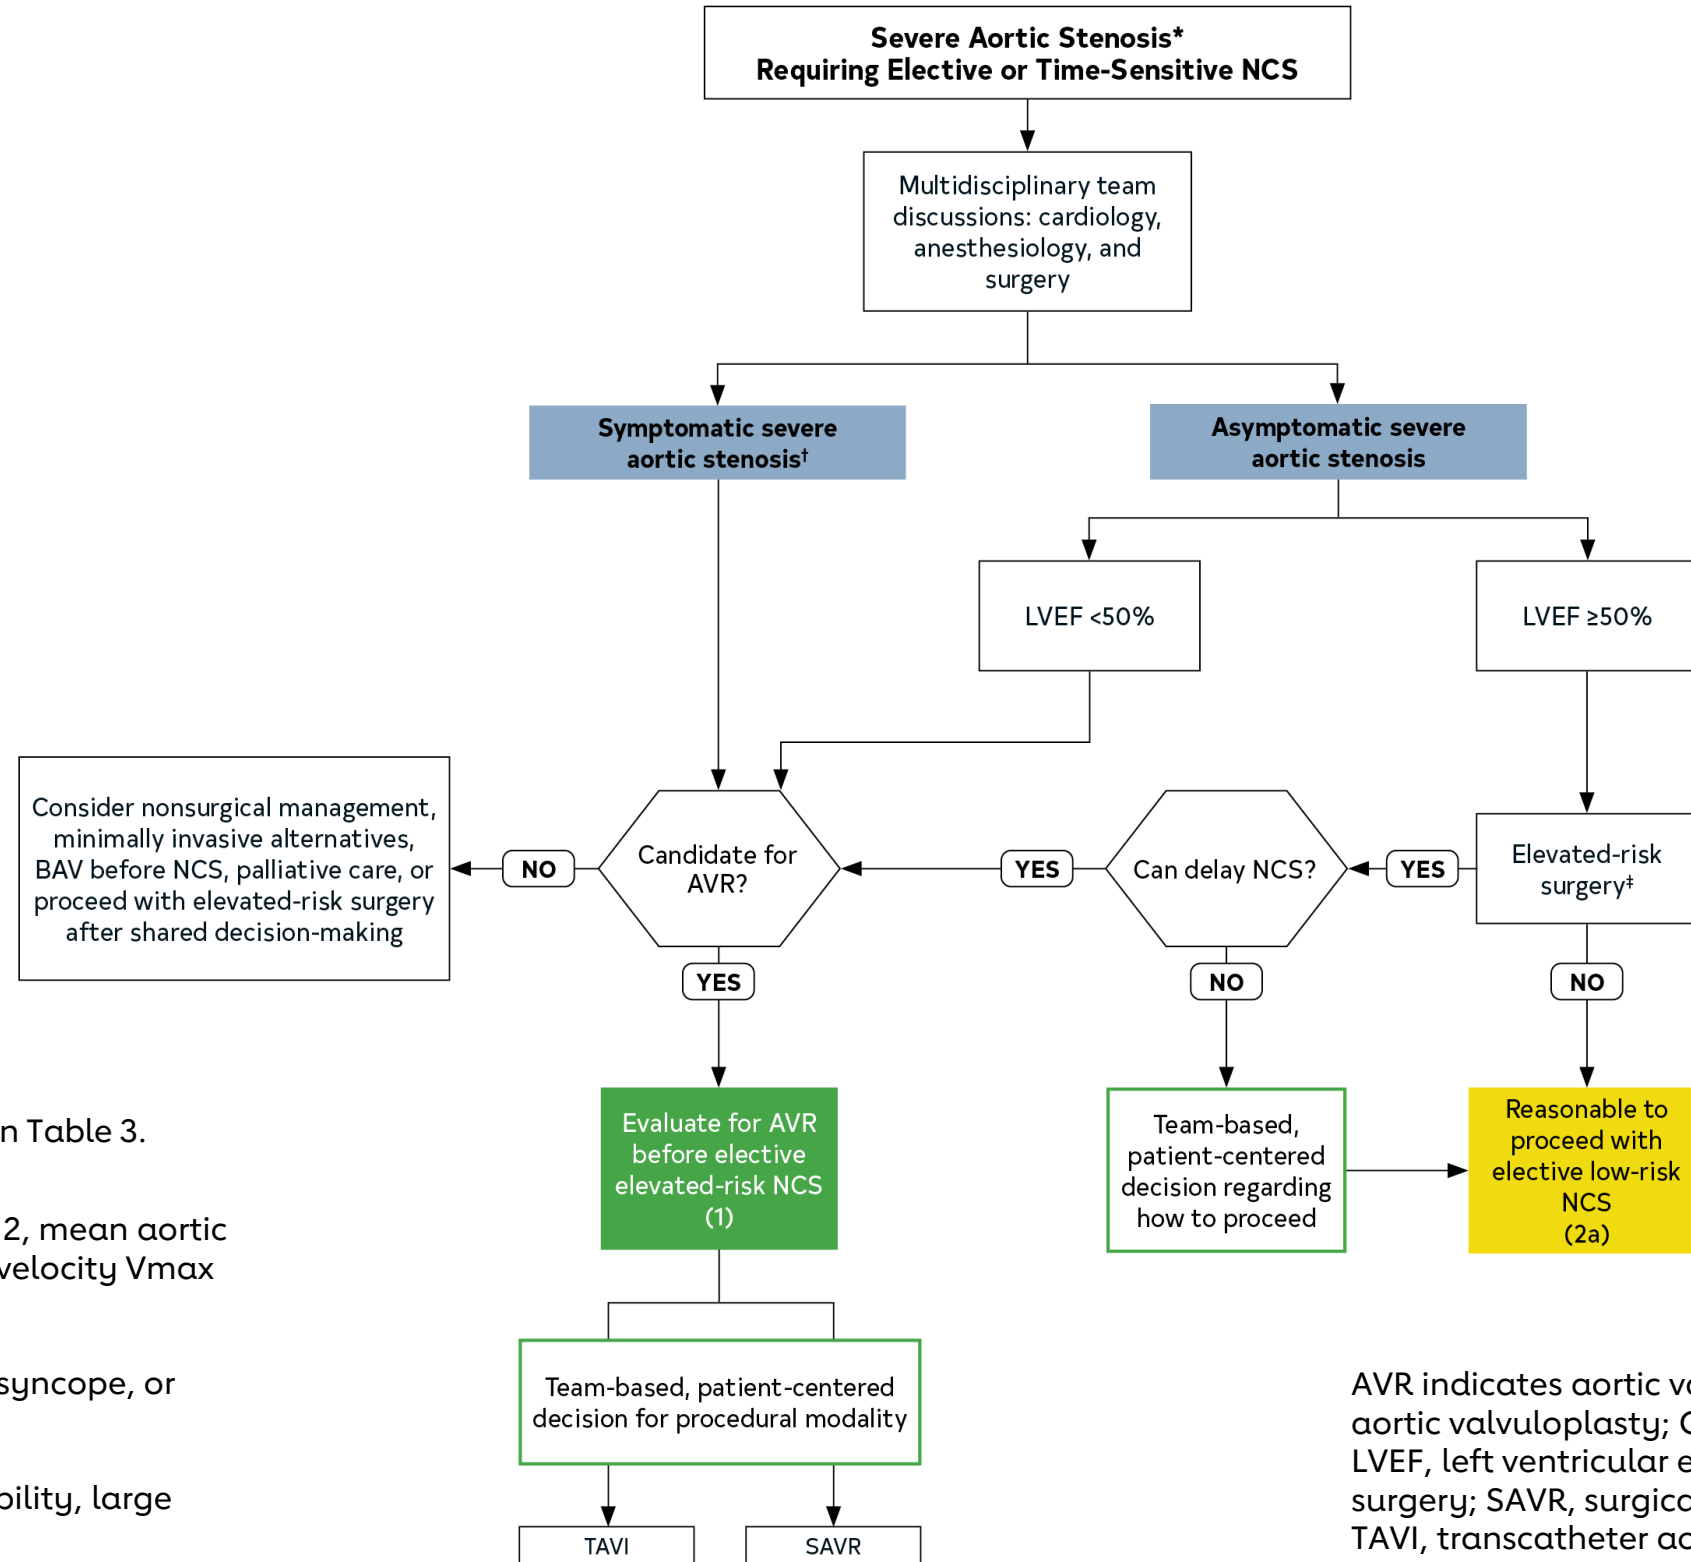 Severe Aortic Stenosis*
Requiring Elective or Time-Sensitive NCS
Multidisciplinary team
discussions: cardiology,
anesthesiology, and
surgery
Symptomatic severe
aortic stenosis†
Asymptomatic severe
aortic stenosis
LVEF <50%
LVEF ≥50%
Consider nonsurgical management,
minimally invasive alternatives,
BAV before NCS, palliative care, or
proceed with elevated-risk surgery
after shared decision-making
NO
Candidate for
AVR?
YES
Can delay NCS?
YES
Elevated-risk
surgery‡
YES
NO
NO
Evaluate for AVR
before elective
elevated-risk NCS
(1)
Team-based,
patient-centered
decision regarding
how to proceed
Reasonable to
proceed with
elective low-risk
NCS
(2a)
Team-based, patient-centered
decision for procedural modality
TAVI
SAVR
n Table 3.
2, mean aortic
velocity Vmax
syncope, or
large
AVR indicates aortic
aortic valvuloplasty;
LVEF, left ventricular
surgery; SAVR,
TAVI, transcatheter